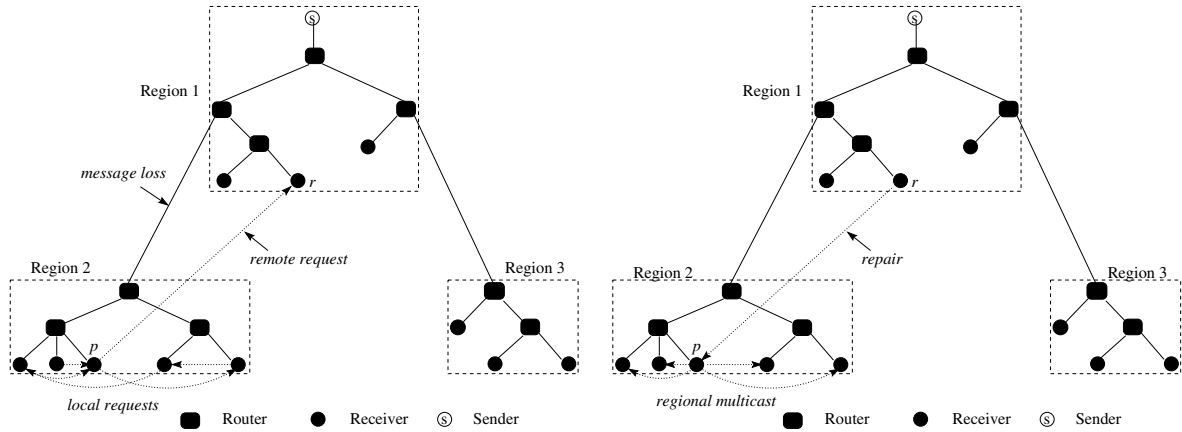 S
Region 1
message loss
r
remote request
Region 2
Region 3
p
local requests
Router
Receiver
S
Sender
S
Region 1
r
repair
Region 2
Region 3
p
regional multicast
Router
Receiver
S
Sender